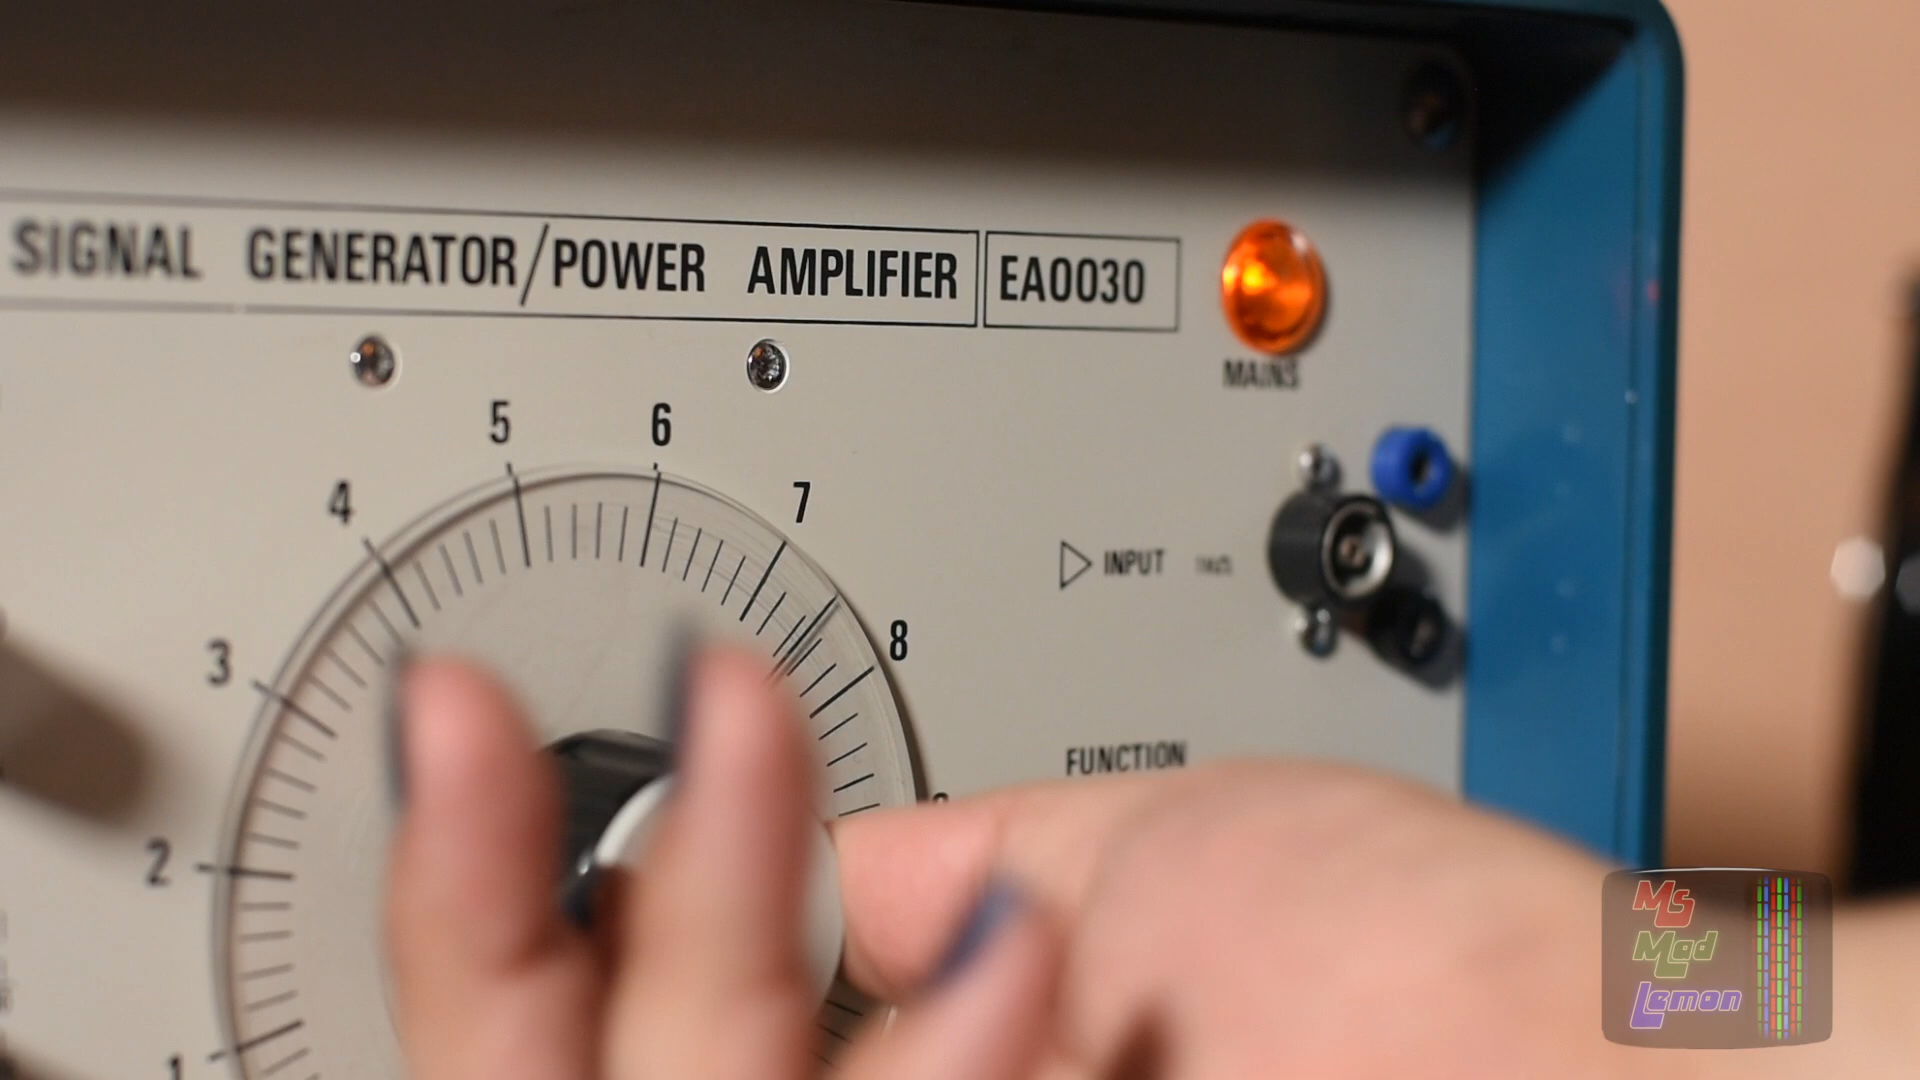 SIGNAL GENERATOR/POWER AMPLIFIER EA0030
MAINS
5
6
4
7
3
8
2
1
INPUT
FUNCTION
Ms
Mad
Lemon